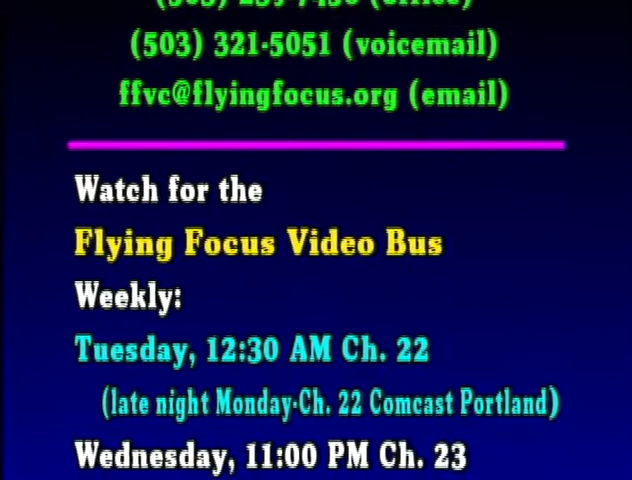 (503) 321-5051 (voicemail)
ffvc@flyingfocus.org (email)
Watch for the
Flying Focus Video Bus
Weekly:
Tuesday, 12:30 AM Ch. 22
(late night Monday-Ch. 22 Comcast Portland)
Wednesday, 11:00 PM Ch. 23